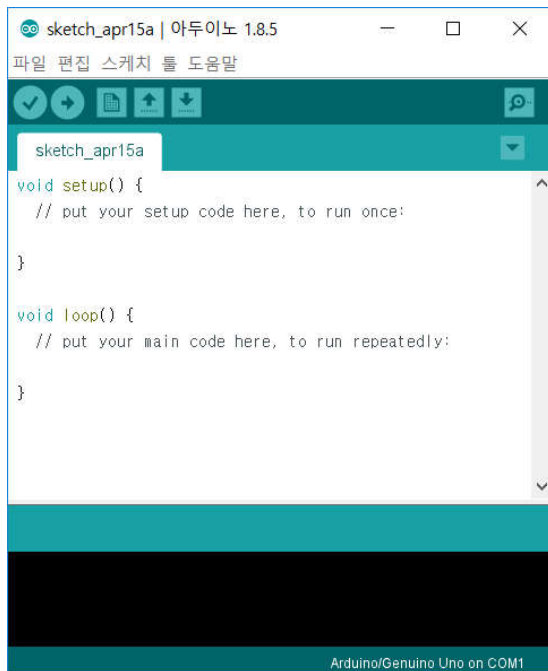 sketch_apr15a | 아두이노 1.8.5
파일 편집 스케치 툴 도움말
sketch_apr15a
void setup() {
  // put your setup code here, to run once:
}
void loop() {
  // put your main code here, to run repeatedly:
}
Arduino/Genuino Uno on COM1